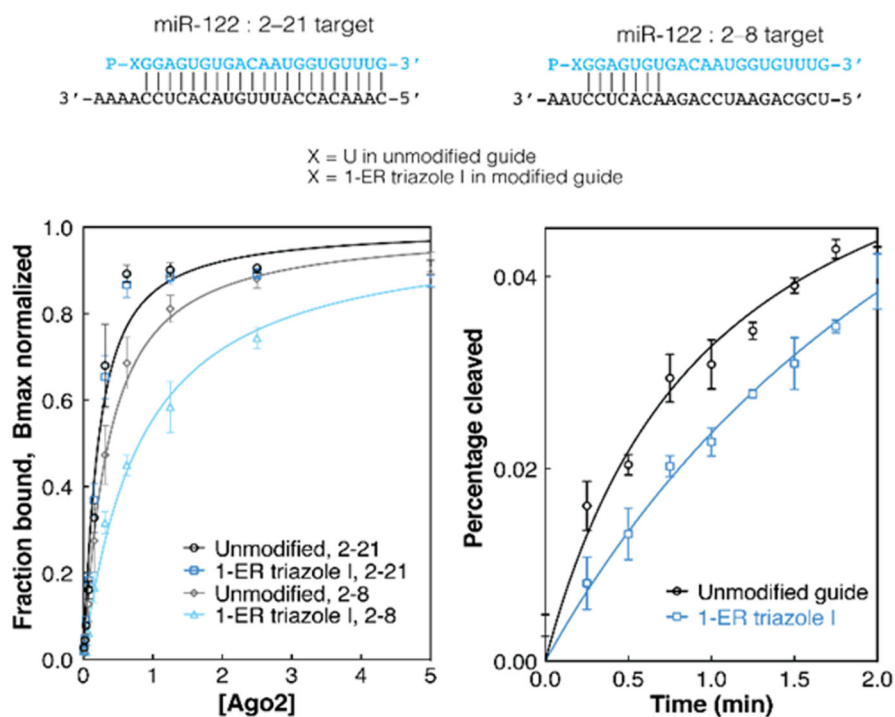 miR-122 : 2–21 target
P-XGGAGUGUGACAAUGGUGUUUG-3′
3′-AAAACCUCACAUGUUUACCACAAAC-5′
miR-122 : 2–8 target
P-XGGAGUGUGACAAUGGUGUUUG-3′
3′-AAUCCUCACAAGACCUAAGACGCU-5′
X = U in unmodified guide
X = 1-ER triazole I in modified guide
Fraction bound, Bmax normalized
1.0
0.8
0.6
0.4
0.2
0.0
Unmodified, 2-21
1-ER triazole I, 2-21
Unmodified, 2-8
1-ER triazole I, 2-8
0 1 2 3 4 5
[Ago2]
Percentage cleaved
0.04
0.02
0.00
Unmodified guide
1-ER triazole I
0.0 0.5 1.0 1.5 2.0
Time (min)